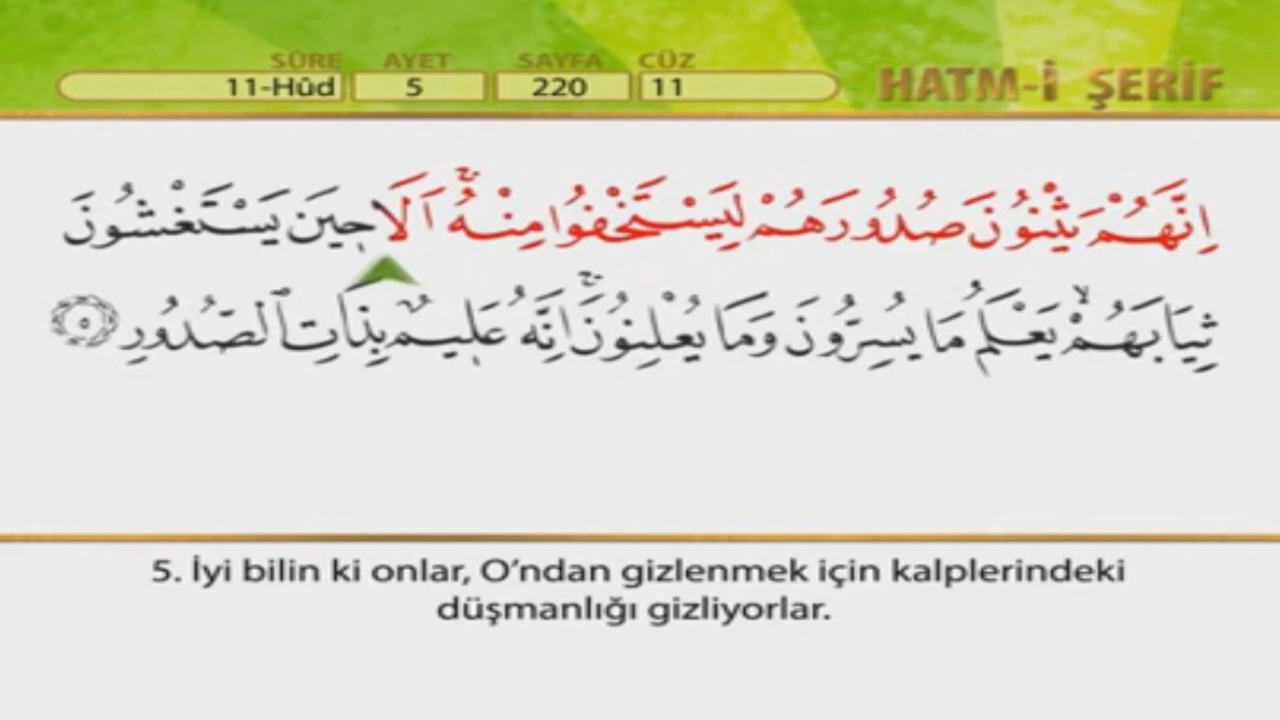 SÛRE AYET SAYFA CÜZ
11-Hûd 5 220 11 HATM-İ ŞERİF
اِنَّهُمْ يَثْنُونَ صُدُورَهُمْ لِيَسْتَخْفُوا مِنْهُۜ اَلَا حٖينَ يَسْتَغْشُونَ
ثِيَابَهُمْۙ يَعْلَمُ مَا يُسِرُّونَ وَمَا يُعْلِنُونَۚ اِنَّهُ عَلٖيمٌ بِذَاتِ الصُّدُورِ ٥
5. İyi bilin ki onlar, O’ndan gizlenmek için kalplerindeki
düşmanlığı gizliyorlar.